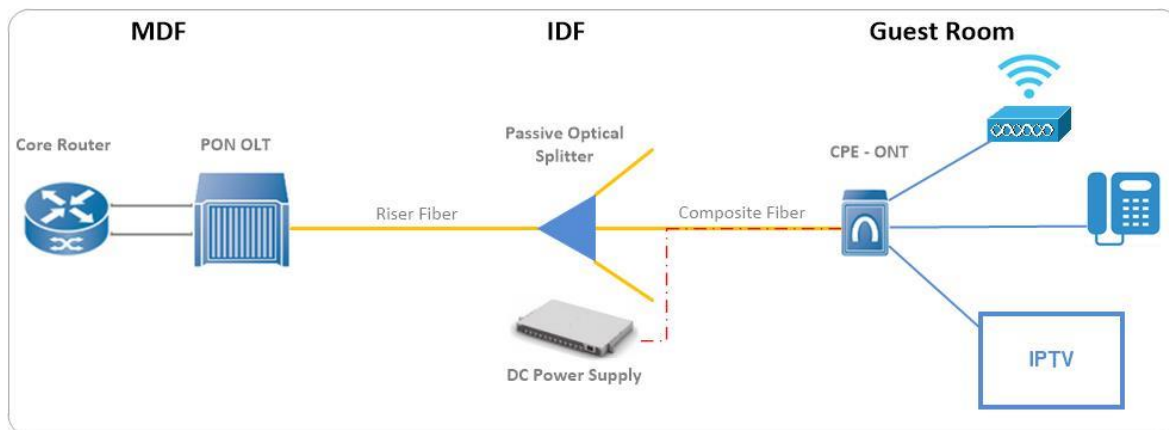 MDF
IDF
Guest Room
Core Router
PON OLT
Passive Optical
Splitter
CPE - ONT
Riser Fiber
Composite Fiber
DC Power Supply
IPTV